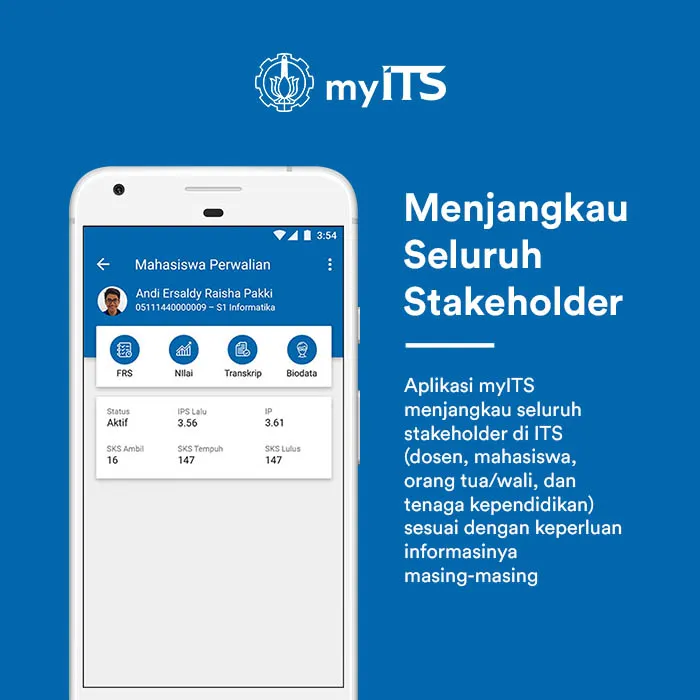 myITS
Menjangkau
Seluruh
Stakeholder
Aplikasi myITS
menjangkau seluruh
stakeholder di ITS
(dosen, mahasiswa,
orang tua/wali, dan
tenaga kependidikan)
sesuai dengan keperluan
informasinya
masing-masing
3:54
Mahasiswa Perwalian
Andi Ersaldy Raisha Pakki
05111440000009 – S1 Informatika
FRS NIlai Transkrip Biodata
Status IPS Lalu IP
Aktif 3.56 3.61
SKS Ambil SKS Tempuh SKS Lulus
16 147 147